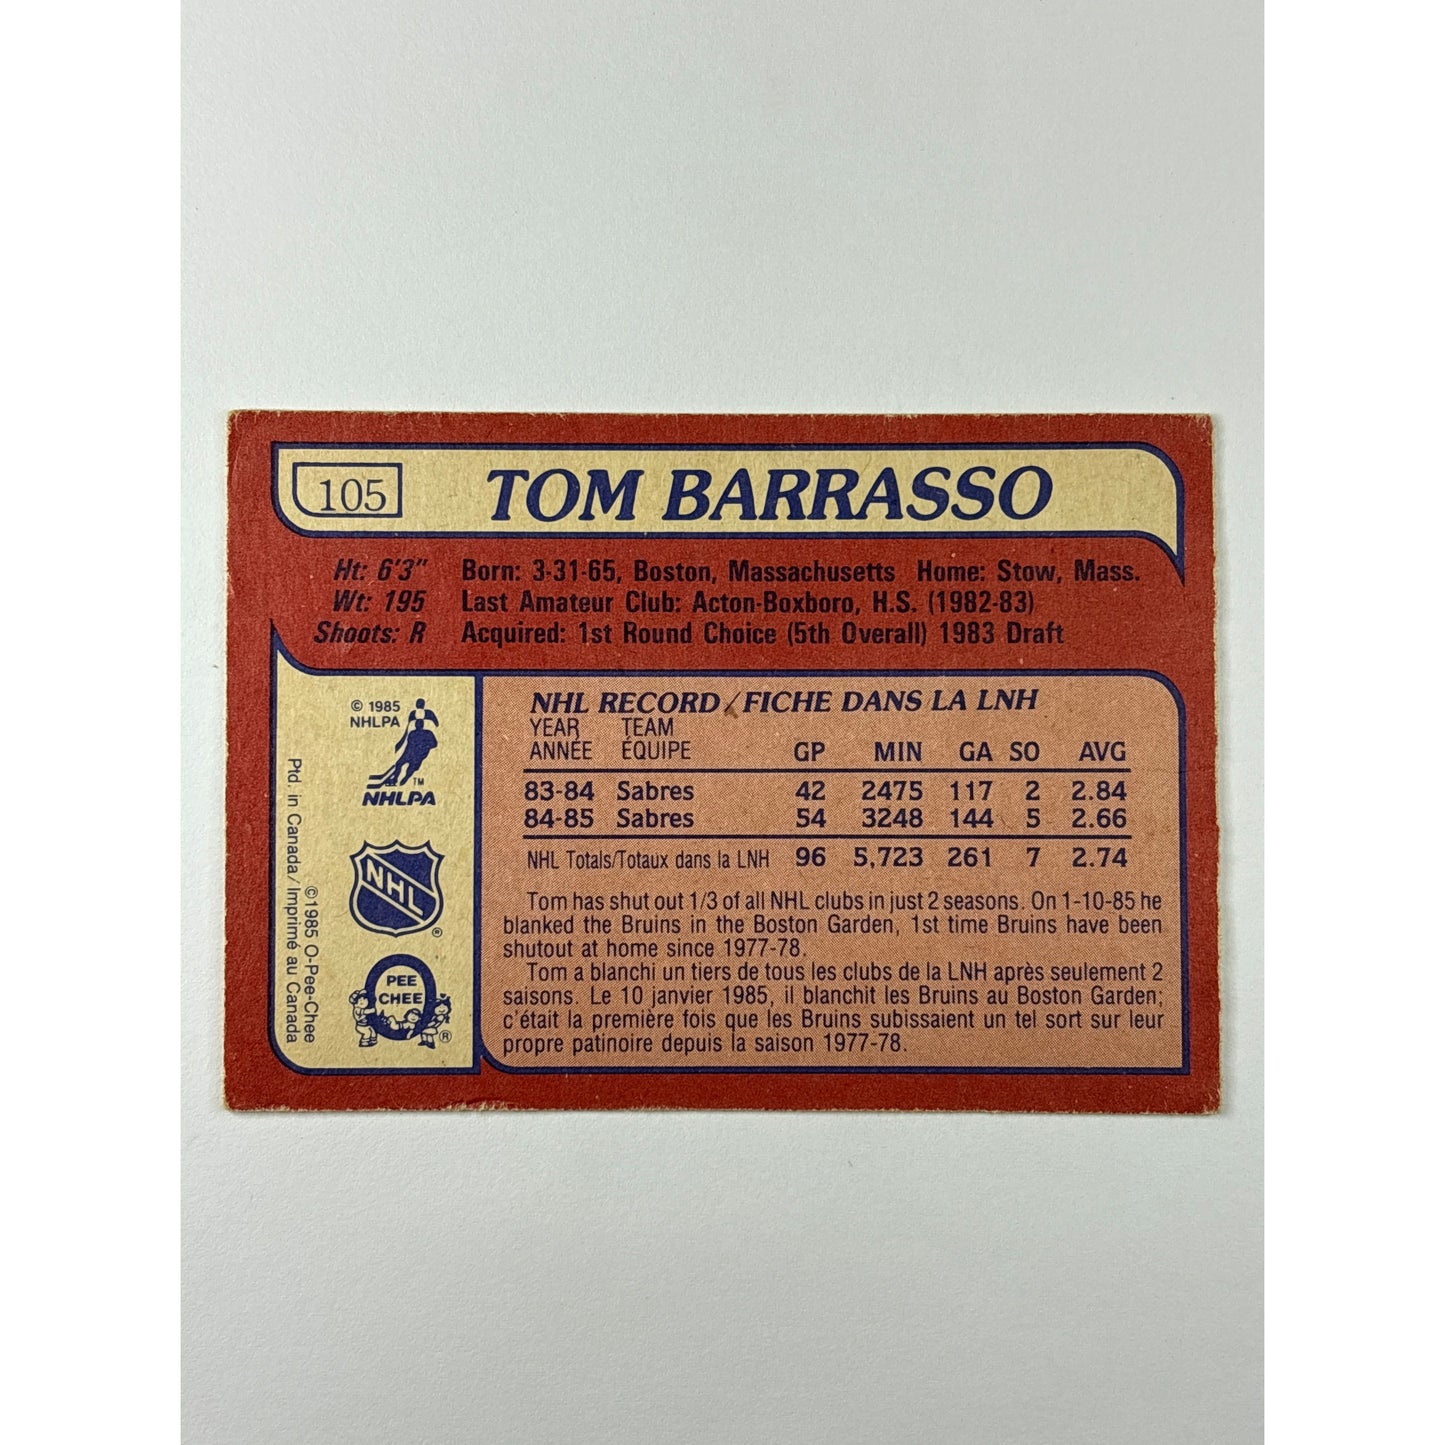 105 TOM BARRASSO
Ht: 6'3" Born: 3-31-65, Boston, Massachusetts Home: Stow, Mass.
Wt: 195 Last Amateur Club: Acton-Boxboro, H.S. (1982-83)
Shoots: R Acquired: 1st Round Choice (5th Overall) 1983 Draft
© 1985
NHLPA
TM
NHLPA
NHL
®
PEE
CHEE
®
Ptd. in Canada/Imprimé au Canada
©1985 O-Pee-Chee
NHL RECORD/FICHE DANS LA LNH
YEAR TEAM
ANNÉE ÉQUIPE GP MIN GA SO AVG
83-84 Sabres 42 2475 117 2 2.84
84-85 Sabres 54 3248 144 5 2.66
NHL Totals/Totaux dans la LNH 96 5,723 261 7 2.74
Tom has shut out 1/3 of all NHL clubs in just 2 seasons. On 1-10-85 he
blanked the Bruins in the Boston Garden, 1st time Bruins have been
shutout at home since 1977-78.
Tom a blanchi un tiers de tous les clubs de la LNH après seulement 2
saisons. Le 10 janvier 1985, il blanchit les Bruins au Boston Garden;
c'était la première fois que les Bruins subissaient un tel sort sur leur
propre patinoire depuis la saison 1977-78.